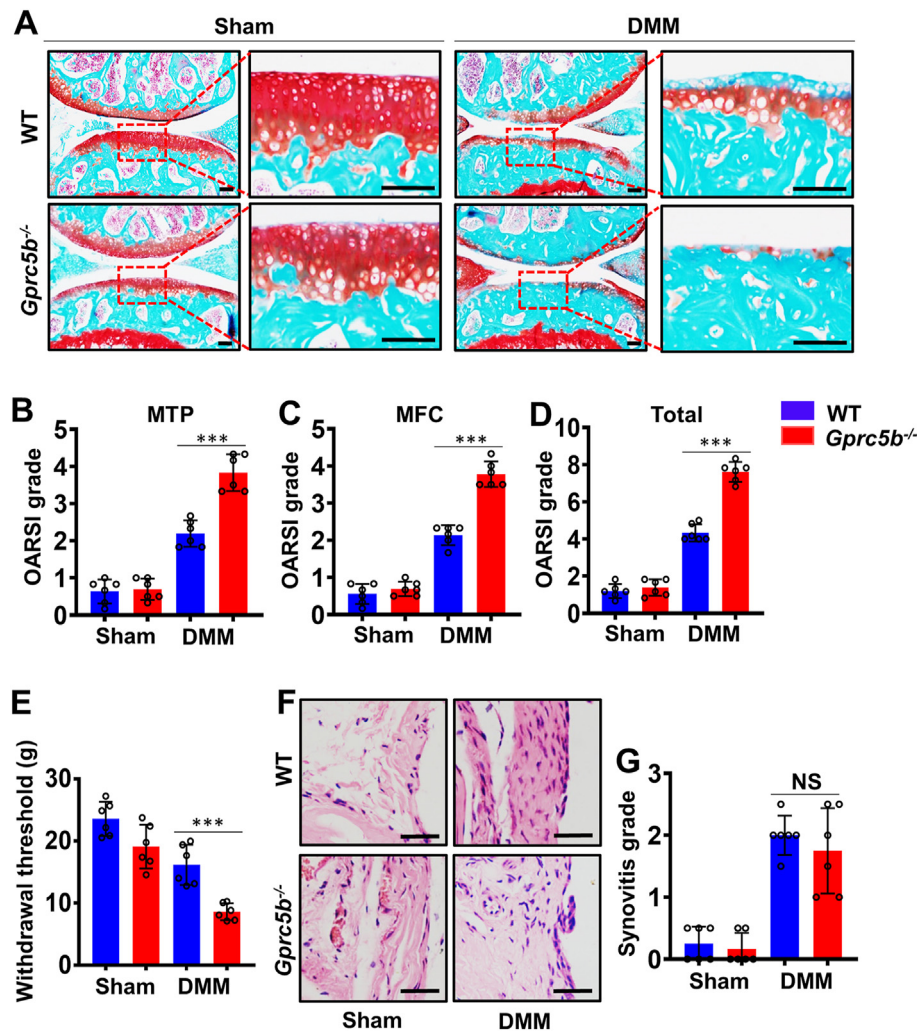 A
Sham
DMM
WT
Gprc5b-/-
B
MTP
OARSI grade
5
4
3
2
1
0
Sham
DMM
***
C
MFC
OARSI grade
5
4
3
2
1
0
Sham
DMM
***
D
Total
OARSI grade
10
8
6
4
2
0
Sham
DMM
***
WT
Gprc5b-/-
E
Withdrawal threshold (g)
30
20
10
0
Sham
DMM
***
F
WT
Gprc5b-/-
Sham
DMM
G
Synovitis grade
3
2
1
0
Sham
DMM
NS